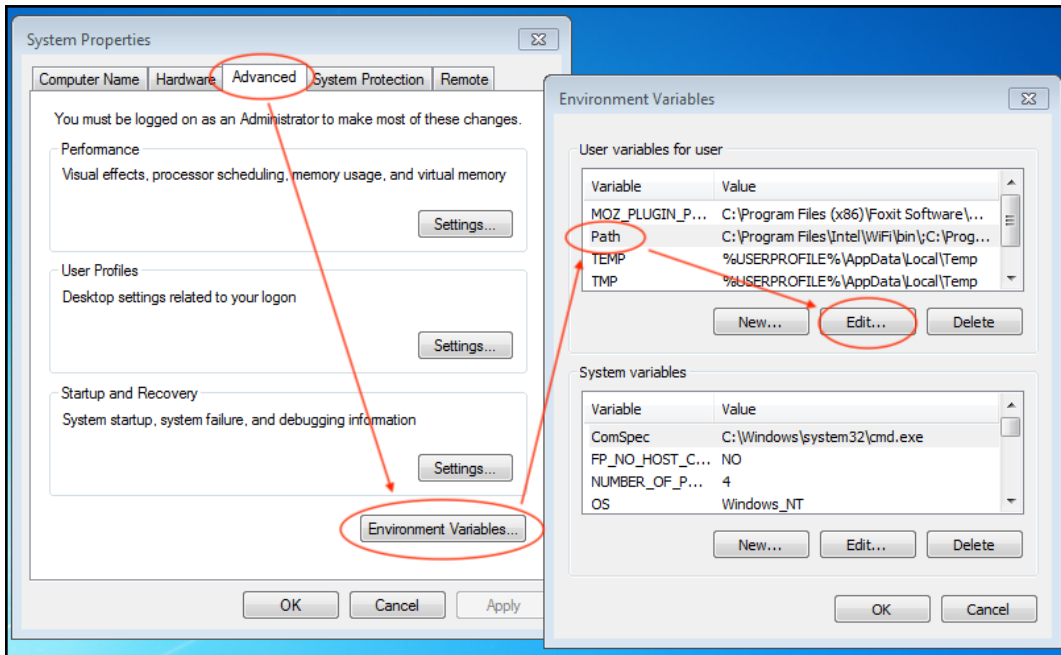 System Properties
Computer Name Hardware Advanced System Protection Remote
You must be logged on as an Administrator to make most of these changes.
Performance
Visual effects, processor scheduling, memory usage, and virtual memory
Settings...
User Profiles
Desktop settings related to your logon
Settings...
Startup and Recovery
System startup, system failure, and debugging information
Settings...
Environment Variables...
OK Cancel Apply
Environment Variables
User variables for user
Variable Value
MOZ_PLUGIN_P... C:\Program Files (x86)\Foxit Software\...
Path C:\Program Files\Intel\WiFi\bin\;C:\Prog...
TEMP %USERPROFILE%\AppData\Local\Temp
TMP %USERPROFILE%\AppData\Local\Temp
New... Edit... Delete
System variables
Variable Value
ComSpec C:\Windows\system32\cmd.exe
FP_NO_HOST_C... NO
NUMBER_OF_P... 4
OS Windows_NT
New... Edit... Delete
OK Cancel